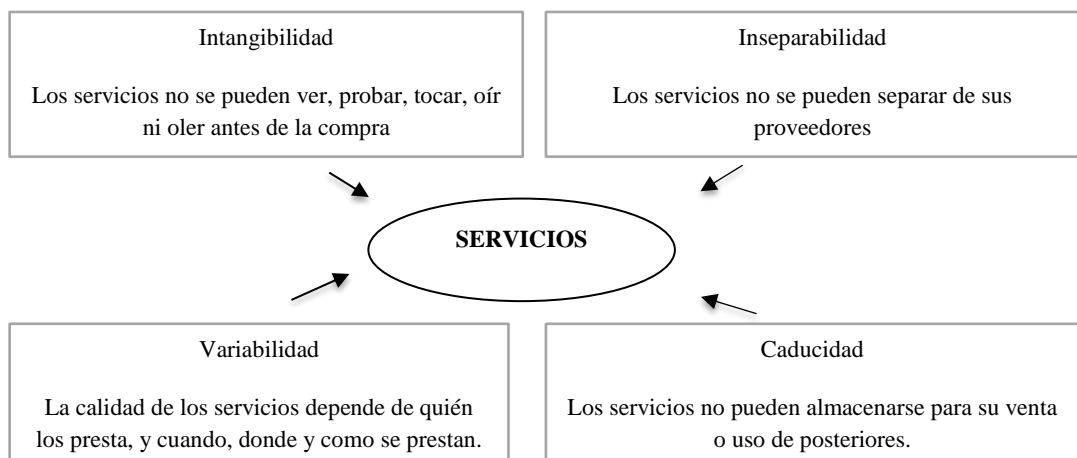 Intangibilidad
Los servicios no se pueden ver, probar, tocar, oír
ni oler antes de la compra
Inseparabilidad
Los servicios no se pueden separar de sus
proveedores
SERVICIOS
Variabilidad
La calidad de los servicios depende de quién
los presta, y cuando, donde y como se prestan.
Caducidad
Los servicios no pueden almacenarse para su venta
o uso de posteriores.